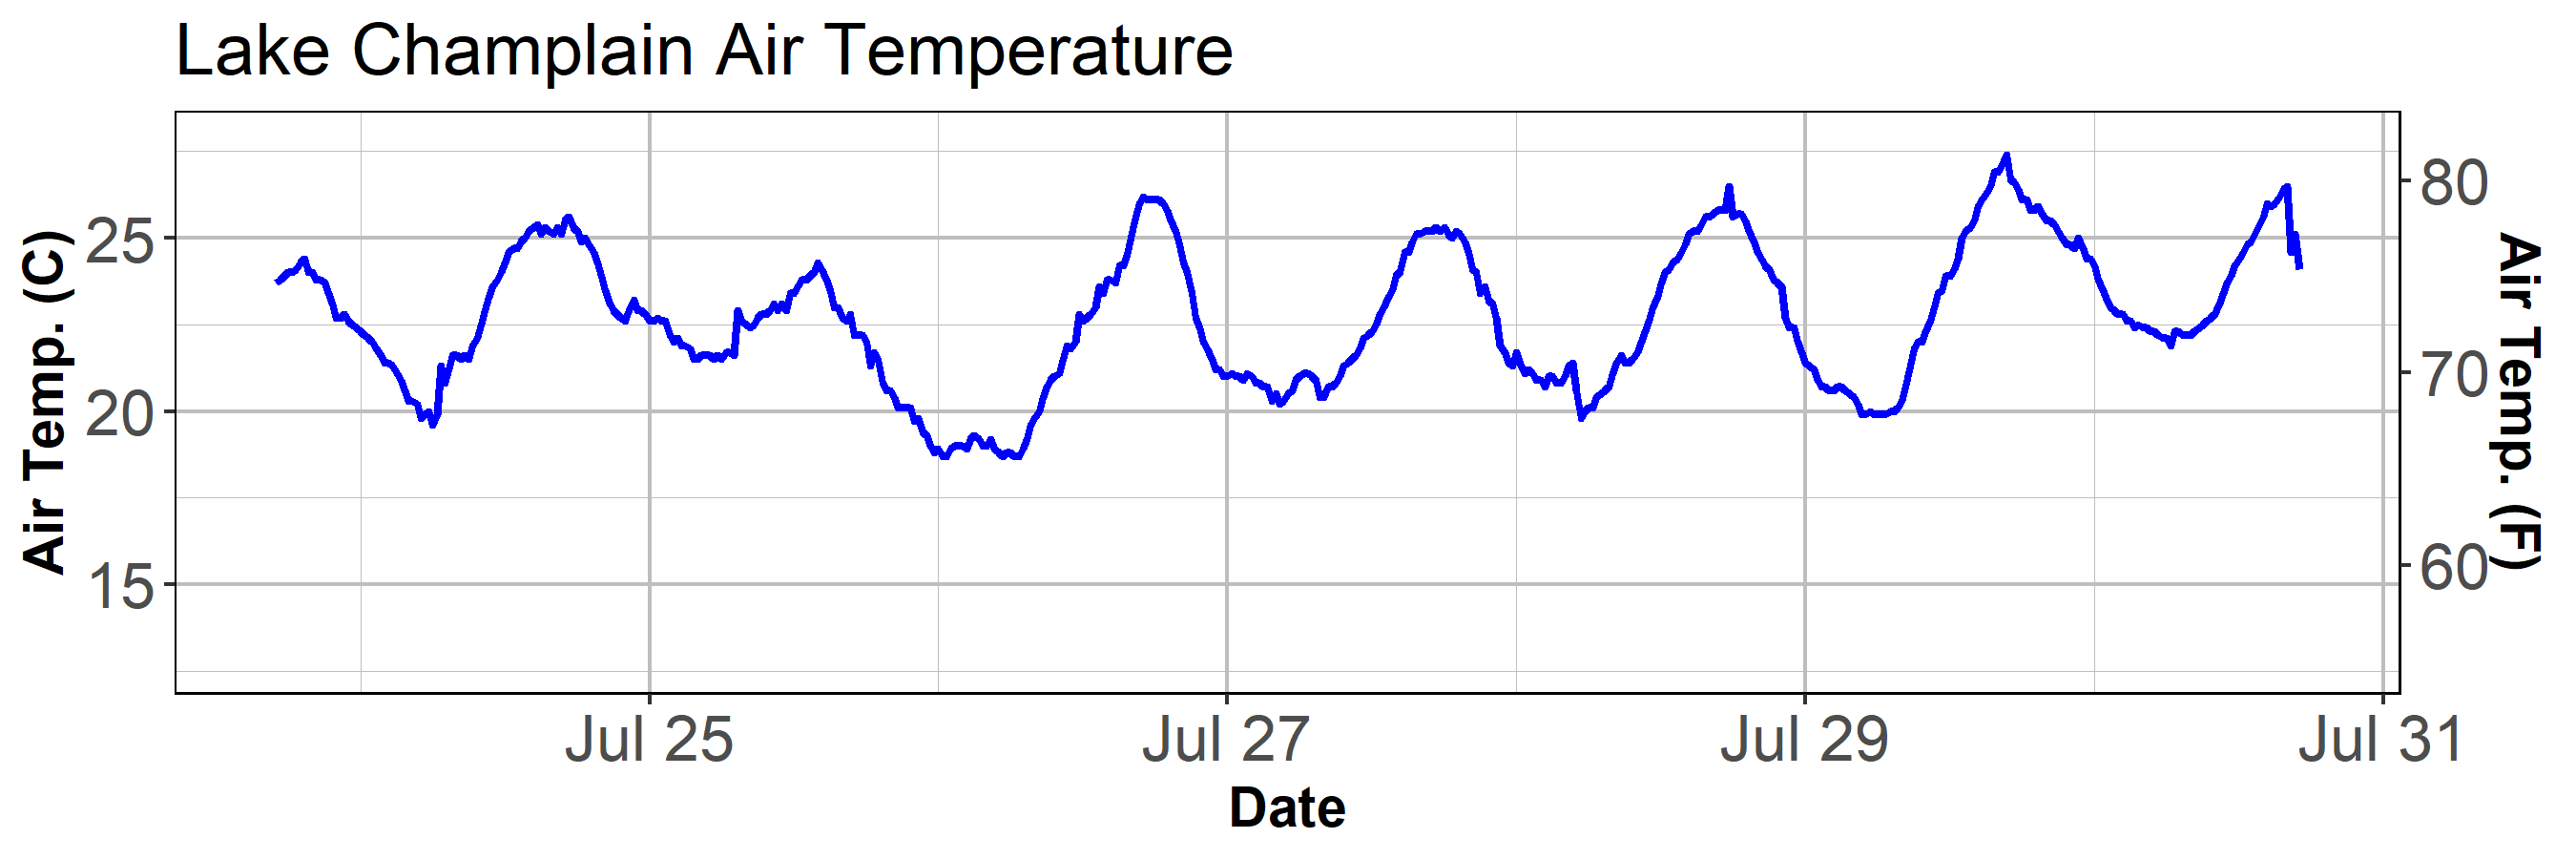 Lake Champlain Air Temperature
Air Temp. (C)
25
20
15
80
70
60
Air Temp. (F)
Jul 25
Jul 27
Jul 29
Jul 31
Date